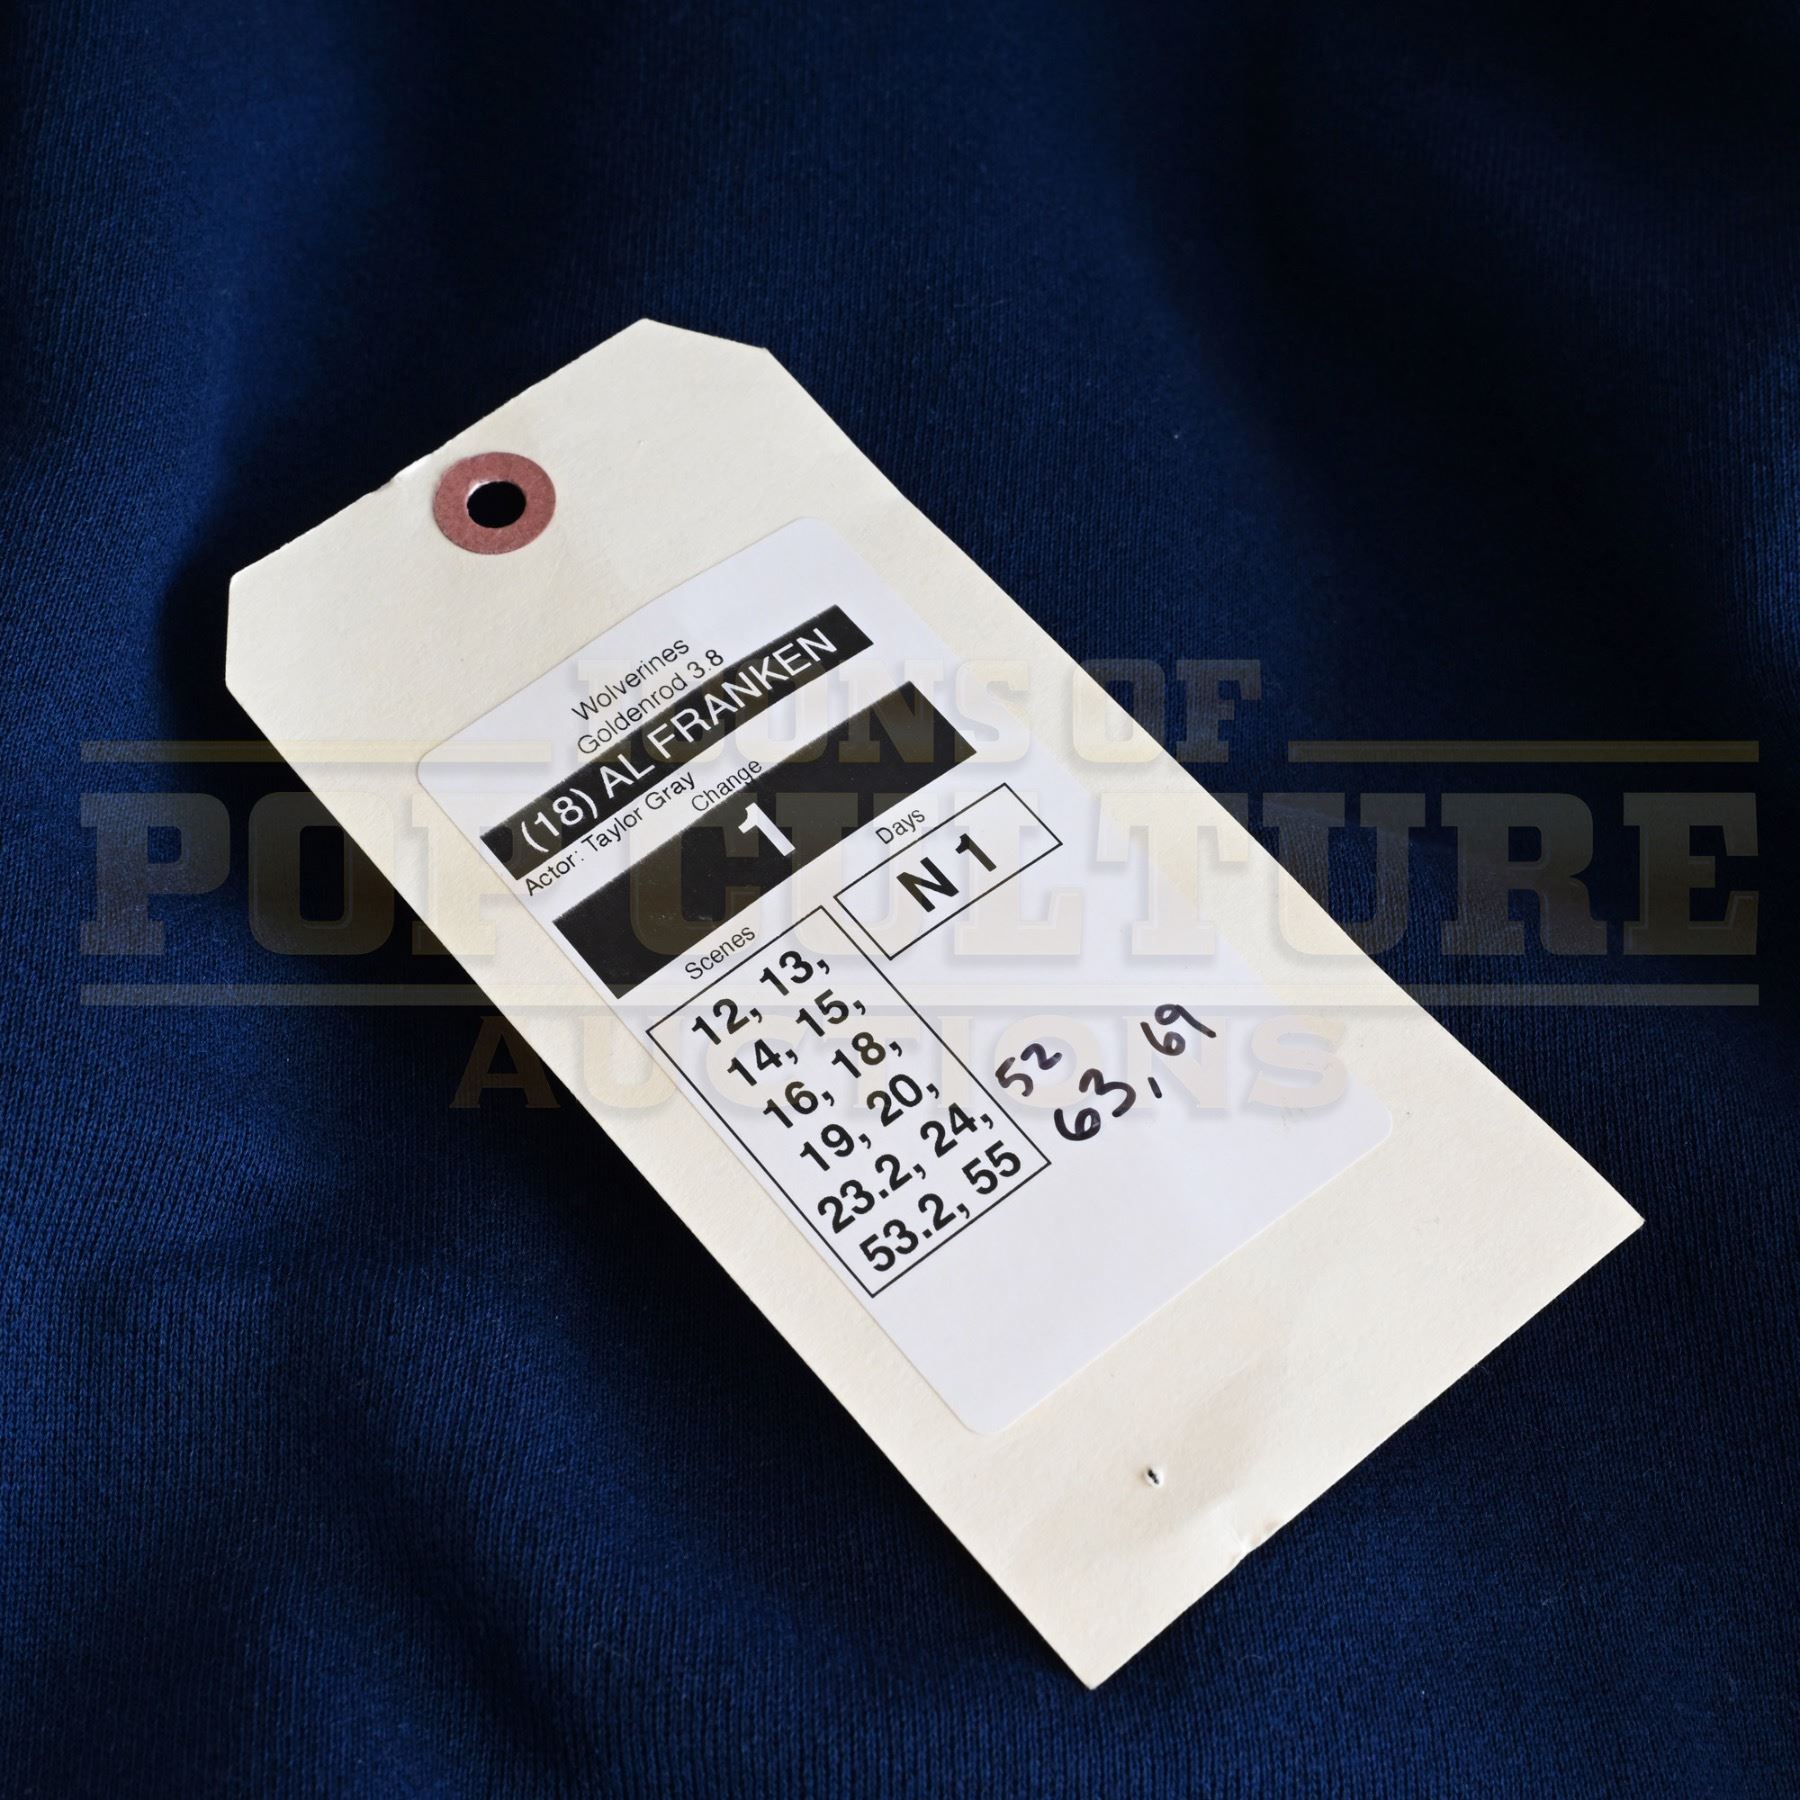 Wolverines
Goldenrod 3.8
(18) AL FRANKEN
Actor: Taylor Gray
Change
1
Days
N 1
Scenes
12, 13,
14, 15,
16, 18,
19, 20,
23.2, 24,
53.2, 55
52
63, 69
ICONS OF
POP CULTURE
AUCTIONS